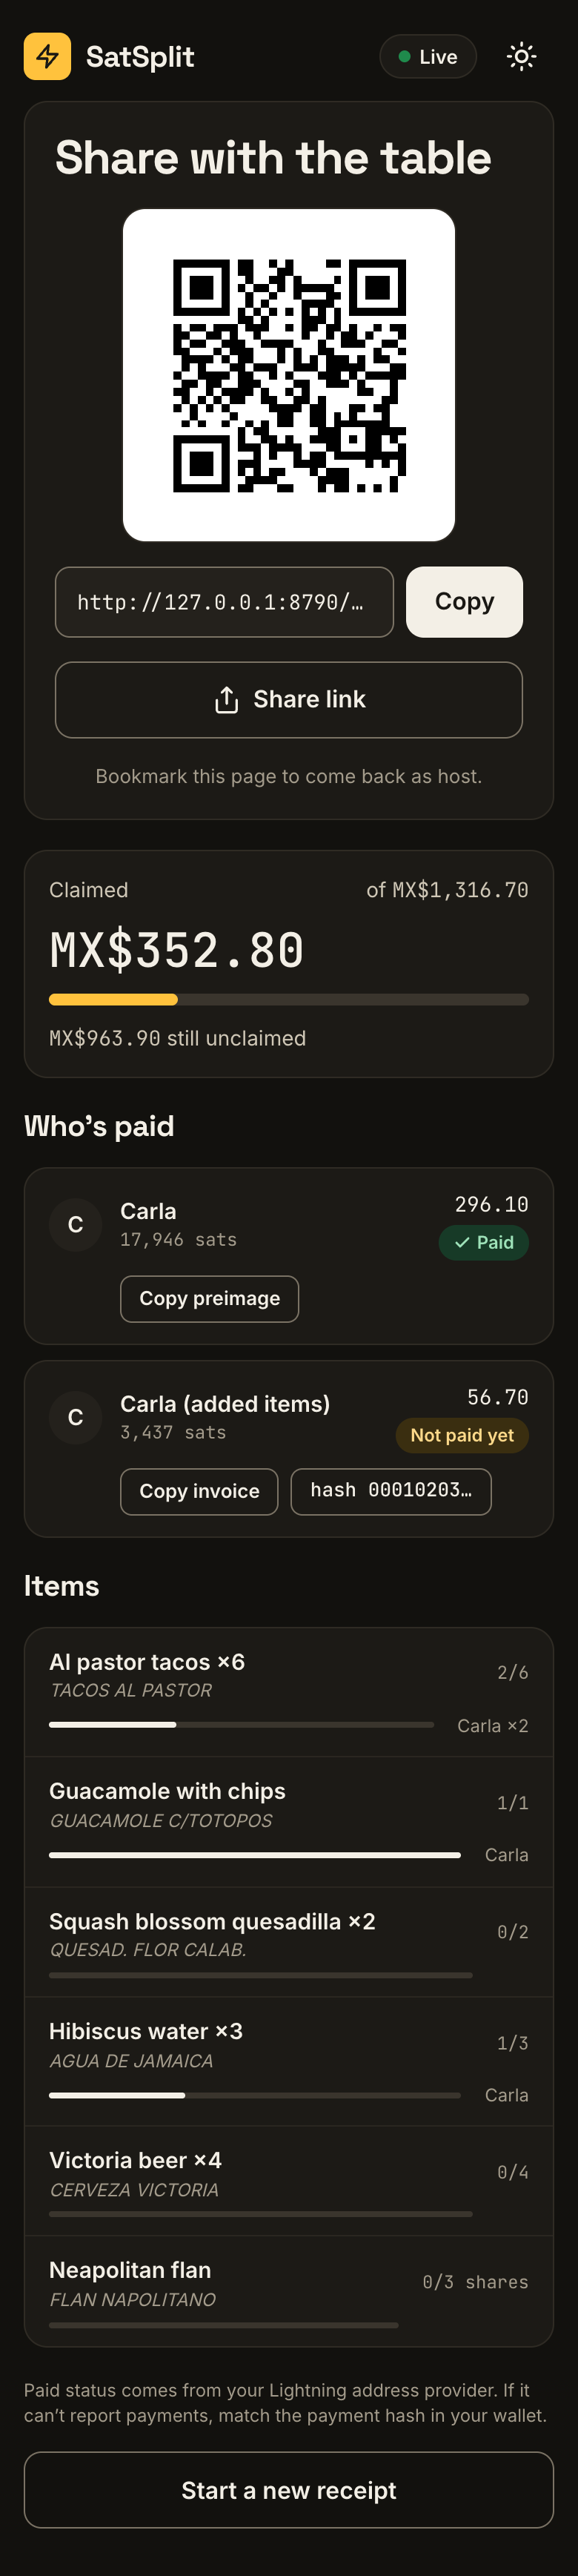 SatSplit
Live
Share with the table
http://127.0.0.1:8790/…
Copy
Share link
Bookmark this page to come back as host.
Claimed
of MX$1,316.70
MX$352.80
MX$963.90 still unclaimed
Who’s paid
C
Carla
296.10
17,946 sats
Paid
Copy preimage
C
Carla (added items)
56.70
3,437 sats
Not paid yet
Copy invoice
hash 00010203…
Items
Al pastor tacos ×6
2/6
TACOS AL PASTOR
Carla ×2
Guacamole with chips
1/1
GUACAMOLE C/TOTOPOS
Carla
Squash blossom quesadilla ×2
0/2
QUESAD. FLOR CALAB.
Hibiscus water ×3
1/3
AGUA DE JAMAICA
Carla
Victoria beer ×4
0/4
CERVEZA VICTORIA
Neapolitan flan
0/3 shares
FLAN NAPOLITANO
Paid status comes from your Lightning address provider. If it
can’t report payments, match the payment hash in your wallet.
Start a new receipt